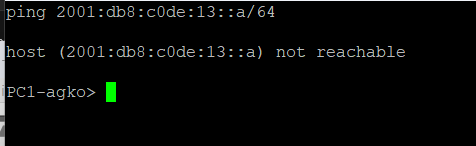 ping 2001:db8:c0de:13::a/64
host (2001:db8:c0de:13::a) not reachable
PC1-agko>